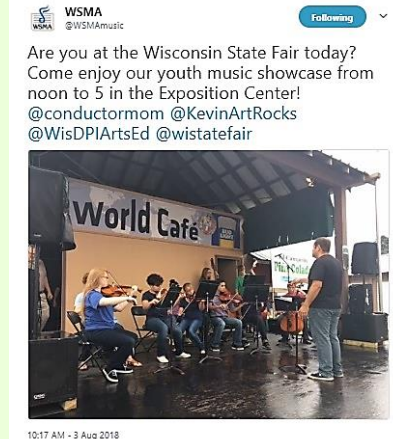 WSMA
@WSMAmusic
Following
Are you at the Wisconsin State Fair today?
Come enjoy our youth music showcase from
noon to 5 in the Exposition Center!
@conductormom @KevinArtRocks
@WisDPIArtsEd @wistatefair
World Café
10:17 AM - 3 Aug 2018